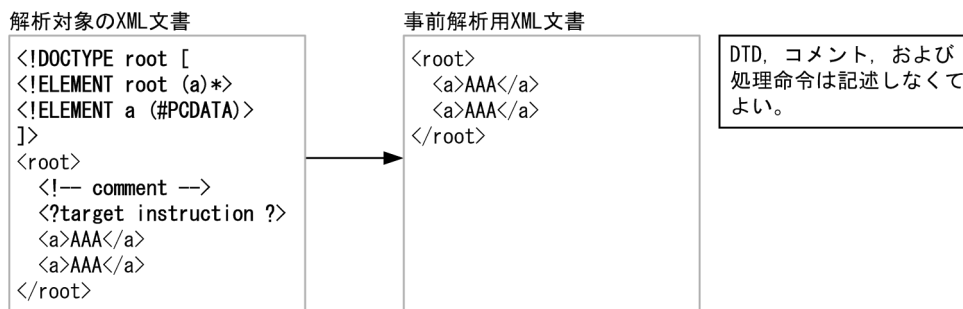 解析対象のXML文書
<!DOCTYPE root [
<!ELEMENT root (a)*>
<!ELEMENT a (#PCDATA)>
]>
<root>
  <!-- comment -->
  <?target instruction ?>
  <a>AAA</a>
  <a>AAA</a>
</root>
事前解析用XML文書
<root>
  <a>AAA</a>
  <a>AAA</a>
</root>
DTD，コメント，および
処理命令は記述しなくて
よい。